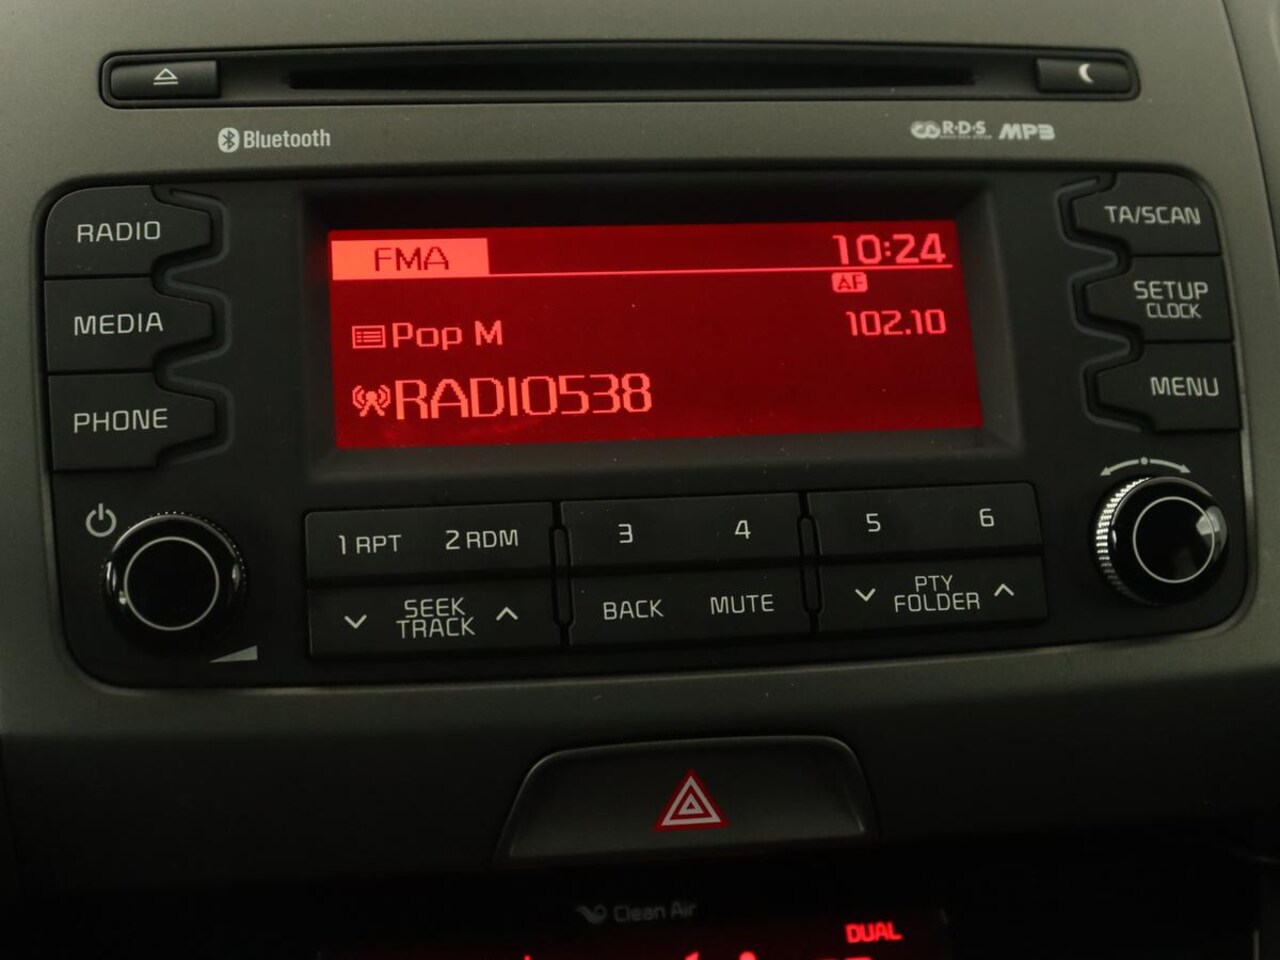 Bluetooth
R·D·S MP3
RADIO
MEDIA
PHONE
FMA 10:24
AF
Pop M 102.10
RADIO538
TA/SCAN
SETUP
CLOCK
MENU
1 RPT 2 RDM 3 4 5 6
SEEK
TRACK
BACK MUTE
PTY
FOLDER
Clean Air
DUAL